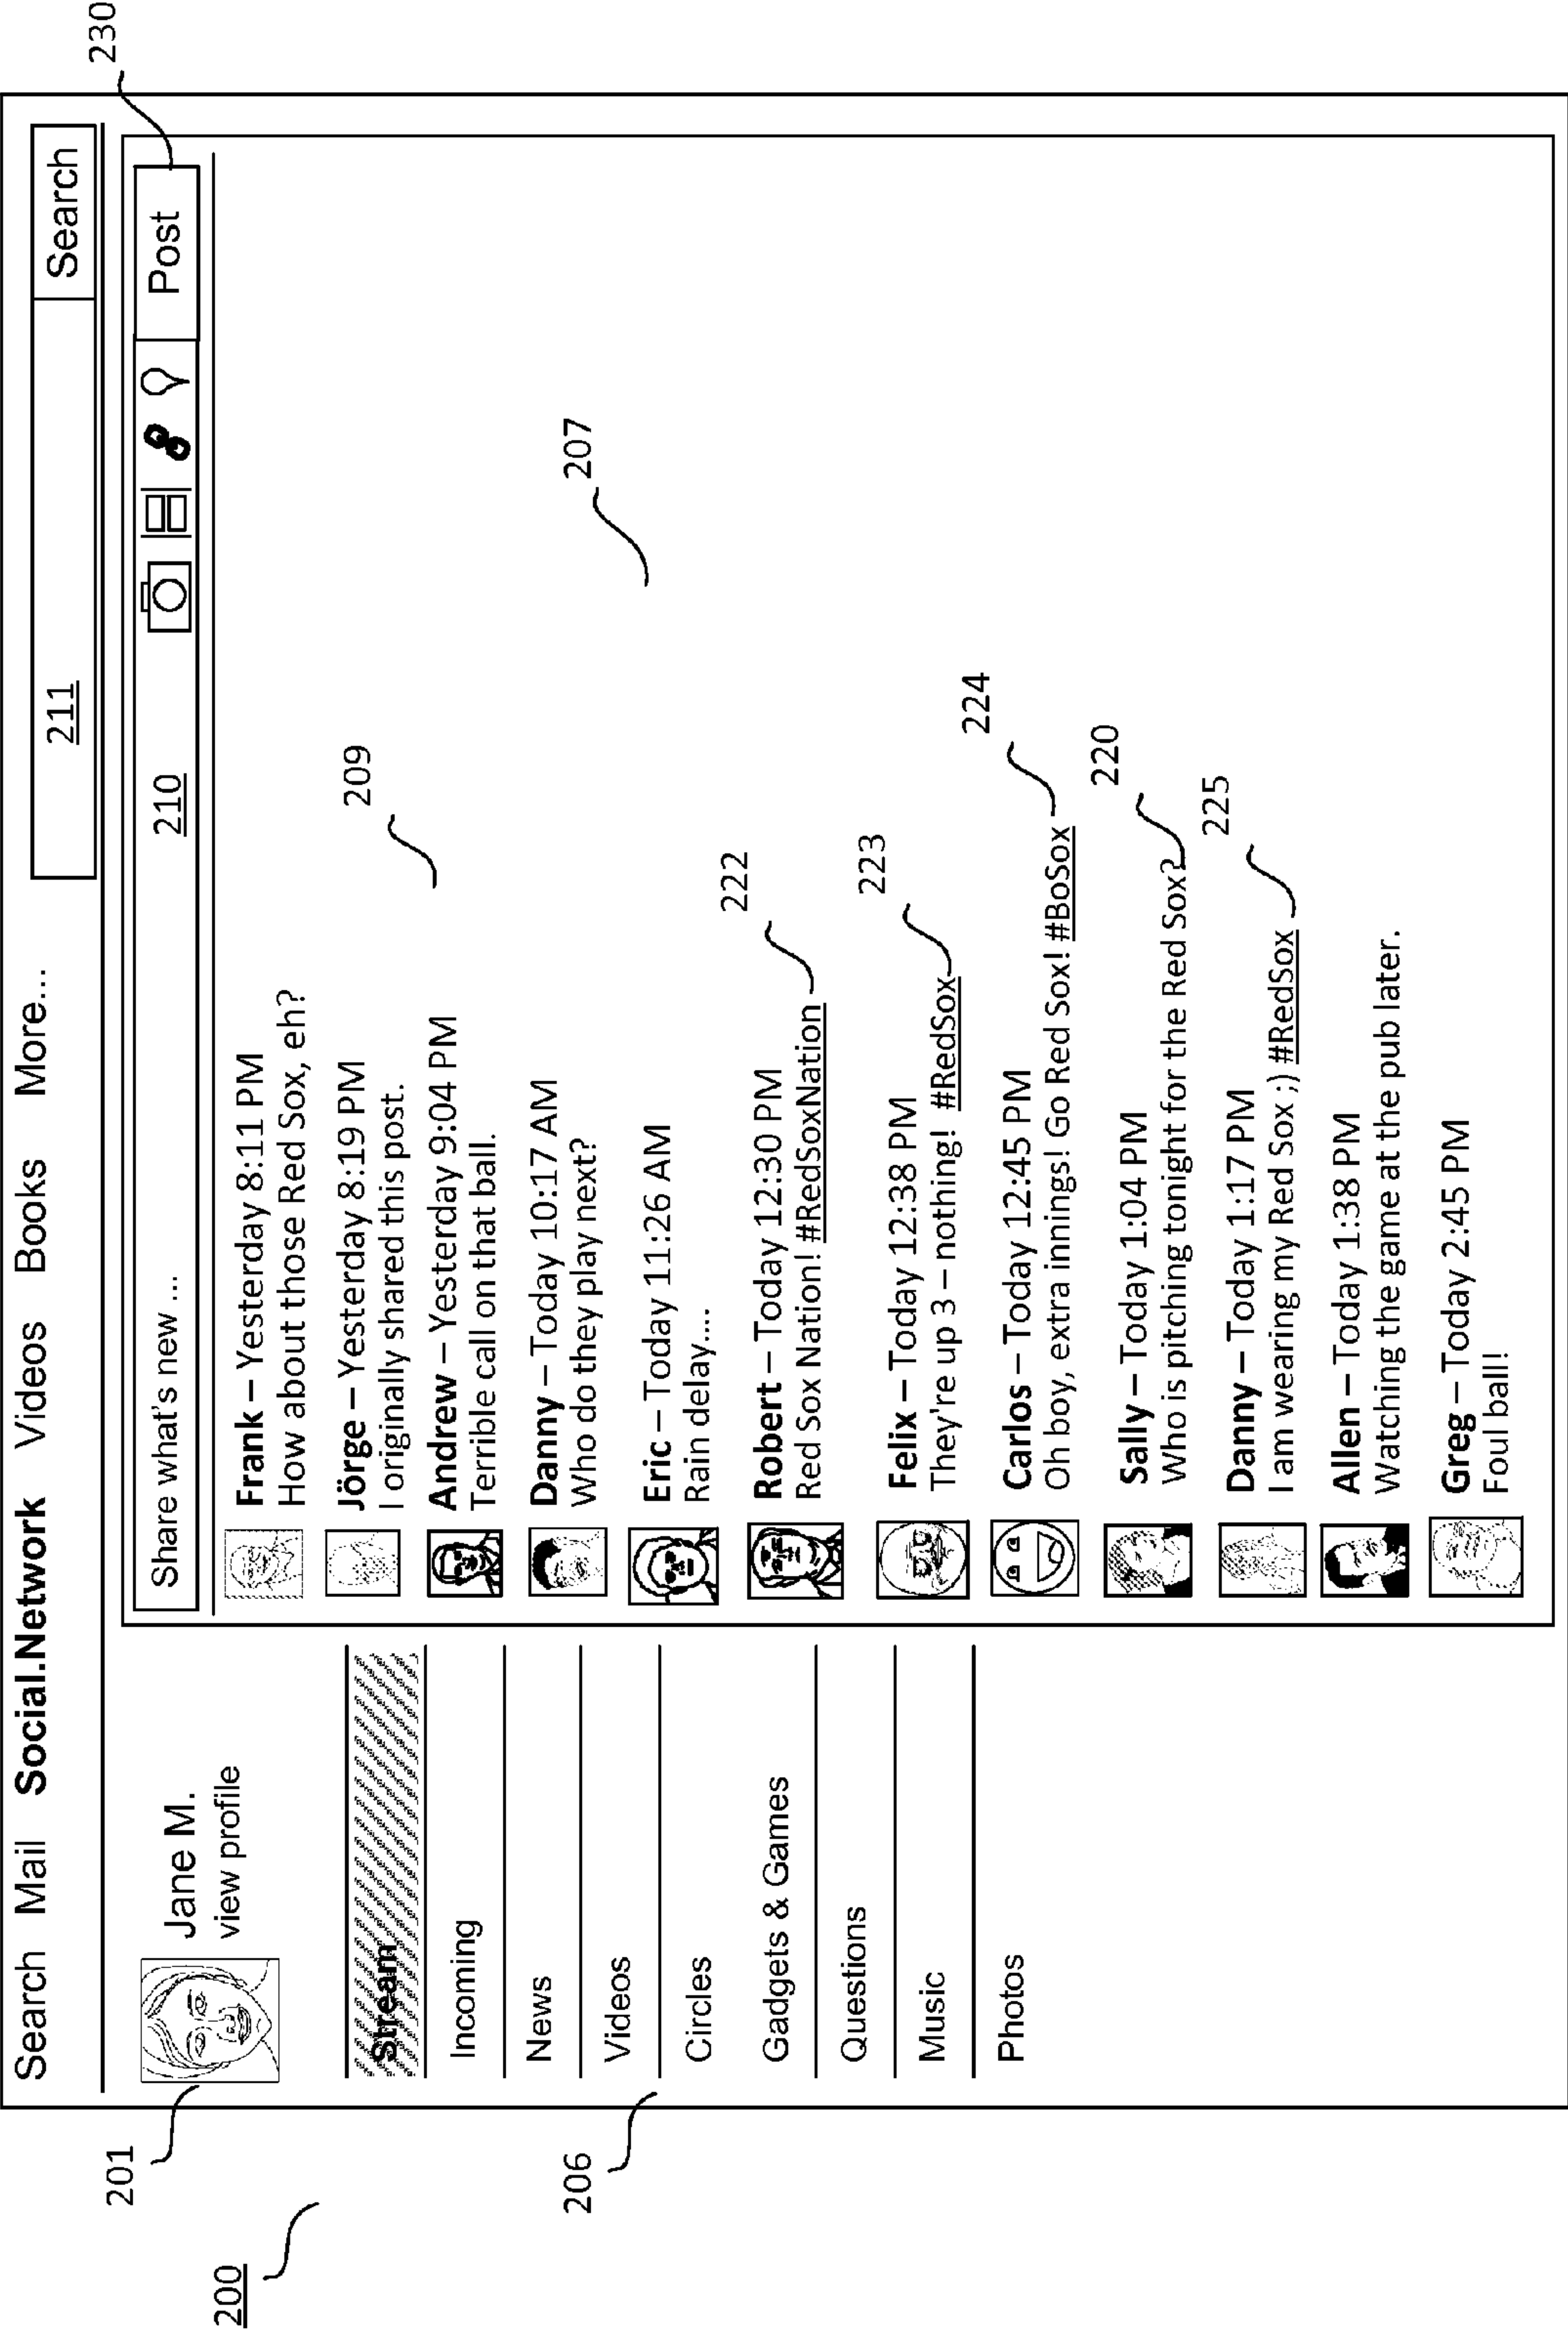 Search Mail Social.Network Videos Books More...
211 Search
230
201
Jane M.
view profile
200
Stream
Incoming
News
Videos
206
Circles
Gadgets & Games
Questions
Music
Photos
Share what's new ... 210 Post
Frank – Yesterday 8:11 PM
How about those Red Sox, eh?
Jörge – Yesterday 8:19 PM
I originally shared this post.
209
Andrew – Yesterday 9:04 PM
Terrible call on that ball.
Danny – Today 10:17 AM
Who do they play next?
207
Eric – Today 11:26 AM
Rain delay....
222
Robert – Today 12:30 PM
Red Sox Nation! #RedSoxNation
223
Felix – Today 12:38 PM
They're up 3 – nothing! #RedSox
224
Carlos – Today 12:45 PM
Oh boy, extra innings! Go Red Sox! #BoSox
220
Sally – Today 1:04 PM
Who is pitching tonight for the Red Sox?
225
Danny – Today 1:17 PM
I am wearing my Red Sox ;) #RedSox
Allen – Today 1:38 PM
Watching the game at the pub later.
Greg – Today 2:45 PM
Foul ball!